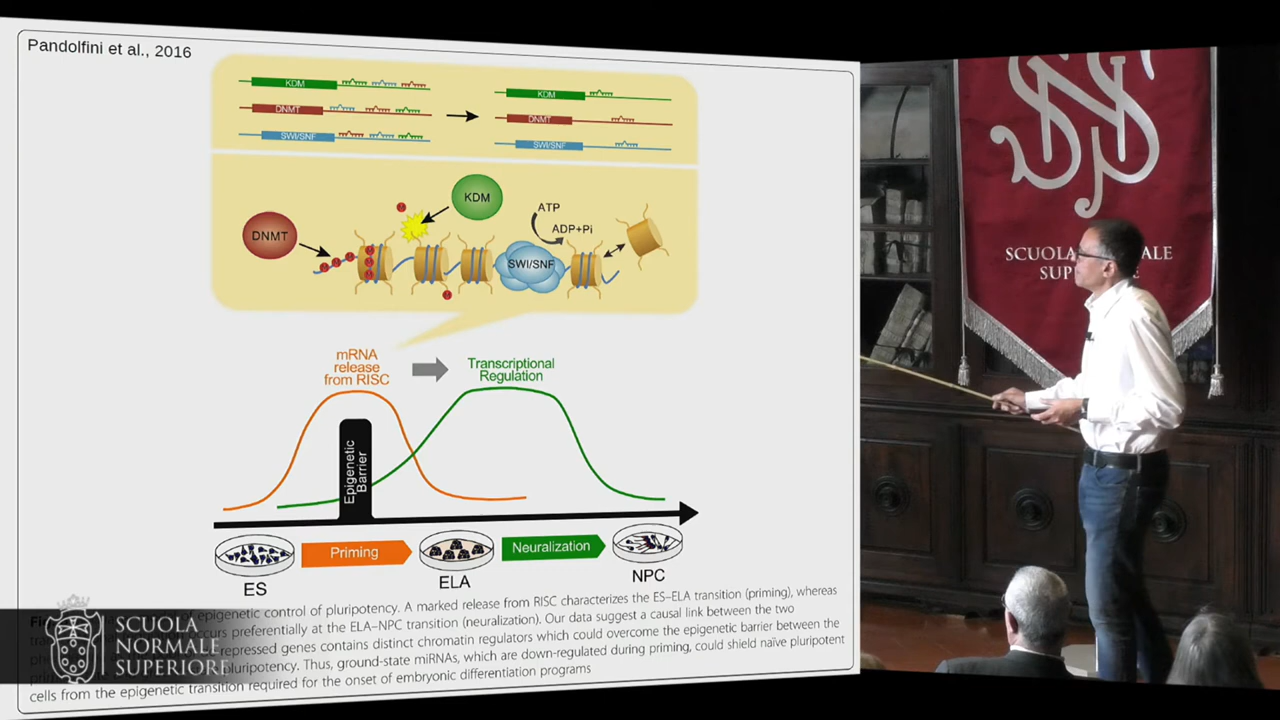 Pandolfini et al., 2016
KDM
KDM
DNMT
DNMT
SWI/SNF
SWI/SNF
DNMT
KDM
ATP
ADP+Pi
SWI/SNF
mRNA
release
from RISC
Transcriptional
Regulation
Epigenetic
Barrier
Priming
Neuralization
ES
ELA
NPC
of epigenetic control of pluripotency. A marked release from RISC characterizes the ES–ELA transition (priming), whereas
occurs preferentially at the ELA–NPC transition (neuralization). Our data suggest a causal link between the two
repressed genes contains distinct chromatin regulators which could overcome the epigenetic barrier between the
pluripotency. Thus, ground-state miRNAs, which are down-regulated during priming, could shield naïve pluripotent
cells from the epigenetic transition required for the onset of embryonic differentiation programs
SCUOLA
NORMALE
SUPERIORE
SNS
SCUOLA ALE
SUP RE